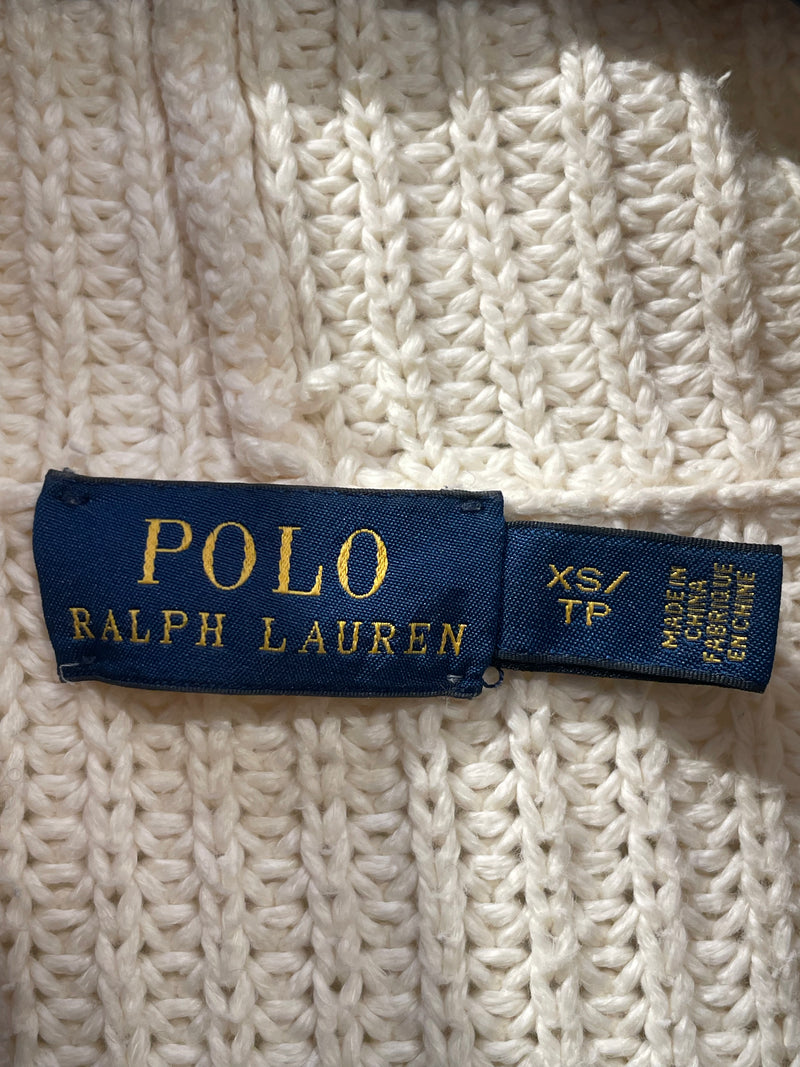 POLO
RALPH LAUREN
XS/
TP
MADE IN
CHINA
FABRIQUE
EN CHINE